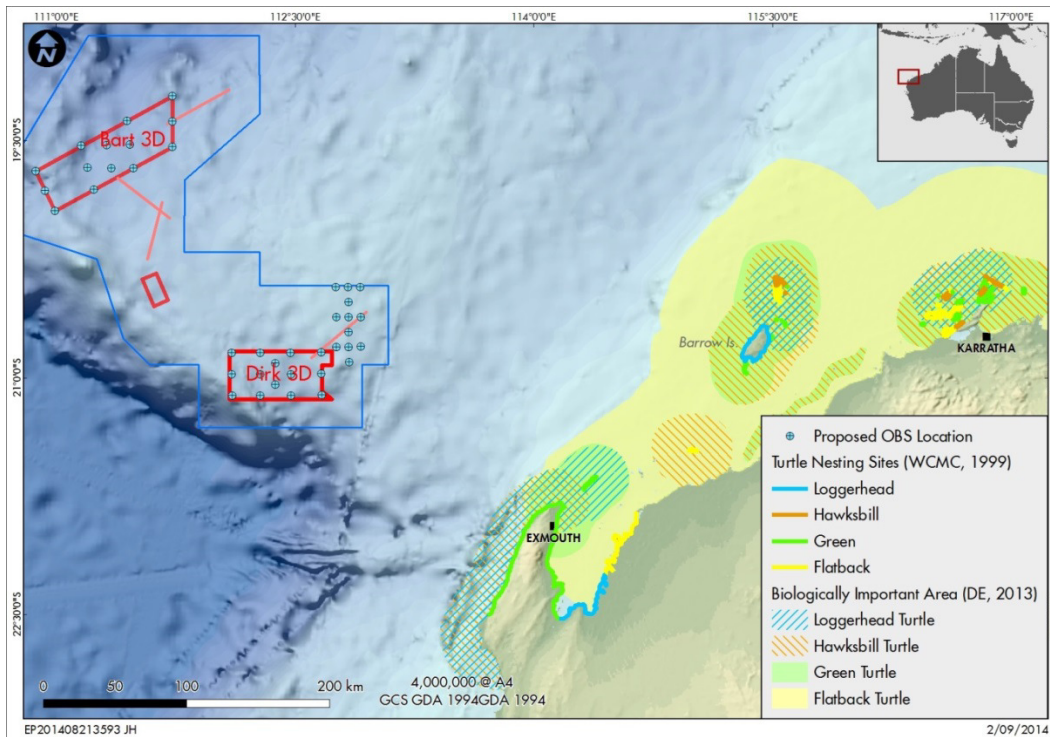 111°0'0"E 112°30'0"E 114°0'0"E 115°30'0"E 117°0'0"E
N
19°30'0"S
Bart 3D
21°0'0"S
Dirk 3D
Barrow Is.
KARRATHA
EXMOUTH
22°30'0"S
Proposed OBS Location
Turtle Nesting Sites (WCMC, 1999)
Loggerhead
Hawksbill
Green
Flatback
Biologically Important Area (DE, 2013)
Loggerhead Turtle
Hawksbill Turtle
Green Turtle
Flatback Turtle
0 50 100 200 km
4,000,000 @ A4
GCS GDA 1994GDA 1994
EP201408213593 JH
2/09/2014